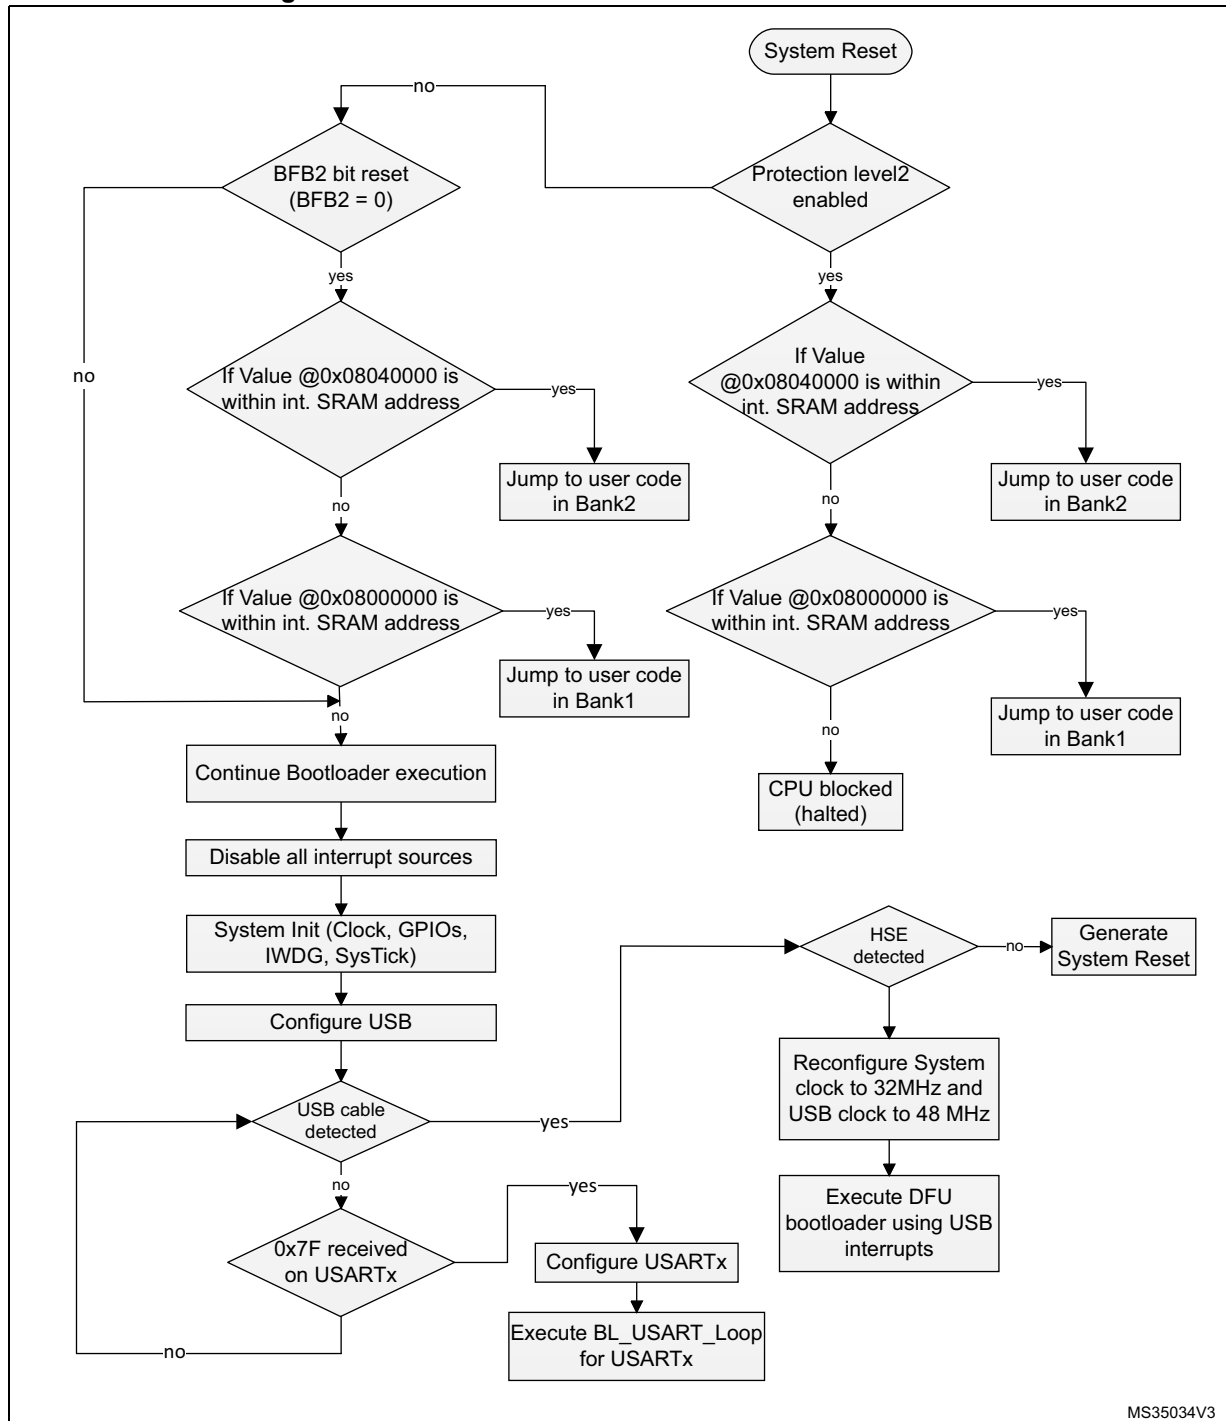 System Reset
no
BFB2 bit reset
(BFB2 = 0)
Protection level2
enabled
yes
yes
no
If Value @0x08040000 is
within int. SRAM address
yes
If Value
@0x08040000 is within
int. SRAM address
yes
Jump to user code
in Bank2
Jump to user code
in Bank2
no
no
If Value @0x08000000 is
within int. SRAM address
yes
If Value @0x08000000 is
within int. SRAM address
yes
Jump to user code
in Bank1
Jump to user code
in Bank1
no
no
Continue Bootloader execution
CPU blocked
(halted)
Disable all interrupt sources
System Init (Clock, GPIOs,
IWDG, SysTick)
HSE
detected
no
Generate
System Reset
Configure USB
Reconfigure System
clock to 32MHz and
USB clock to 48 MHz
USB cable
detected
yes
no
yes
Execute DFU
bootloader using USB
interrupts
0x7F received
on USARTx
Configure USARTx
Execute BL_USART_Loop
for USARTx
no
MS35034V3